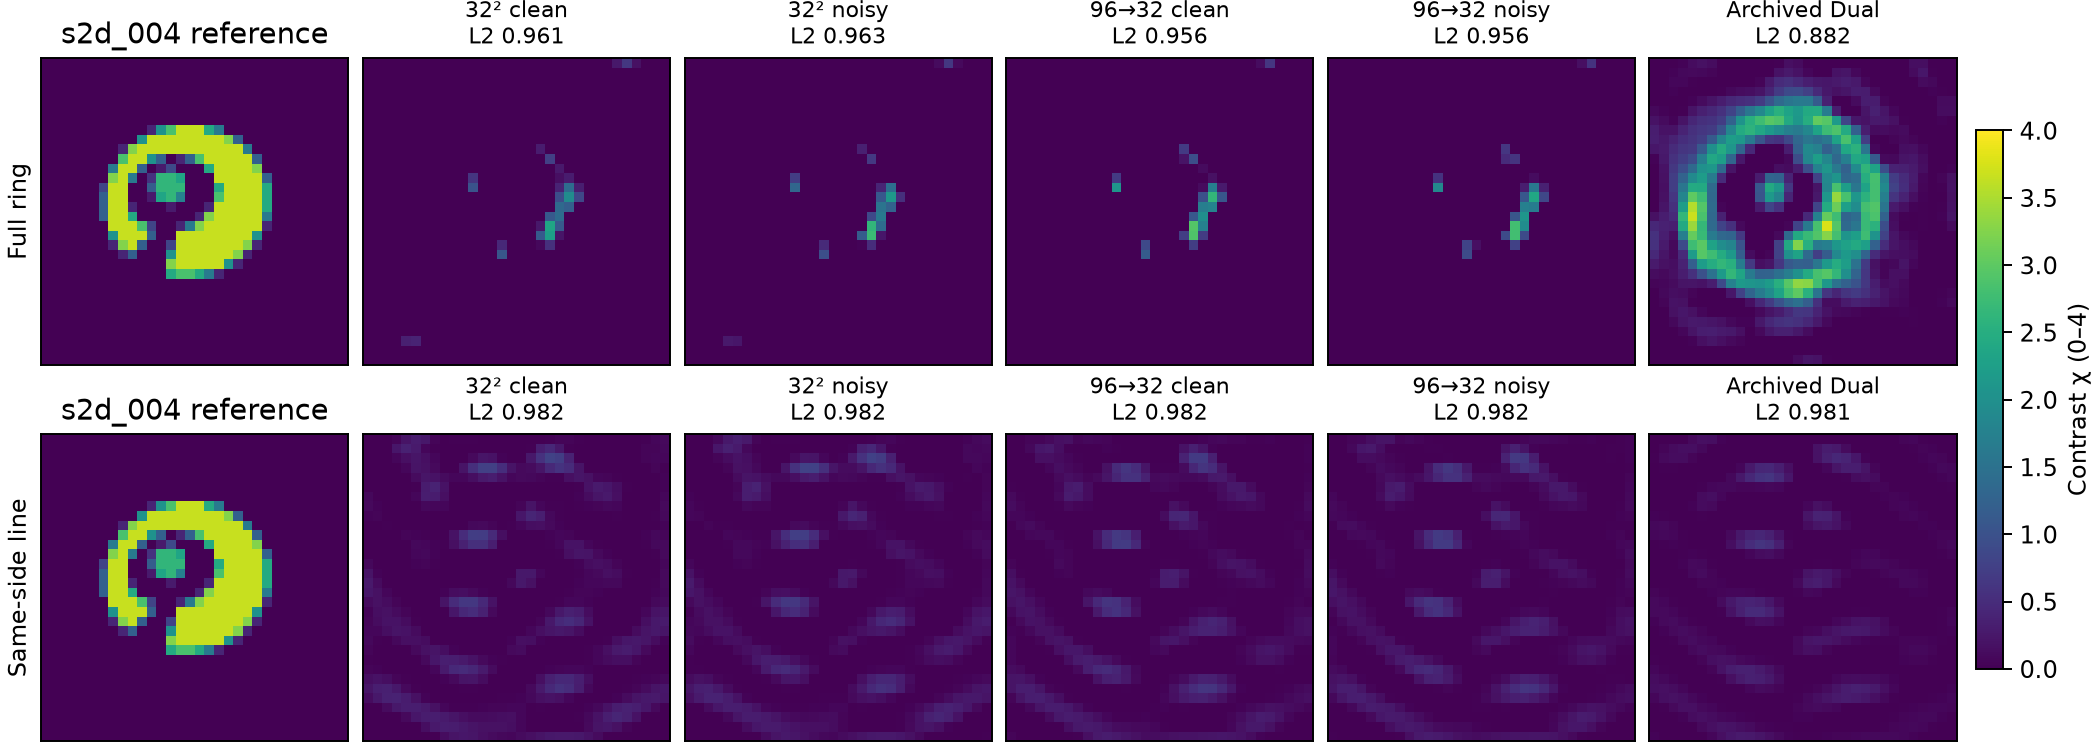 32² clean
32² noisy
96→32 clean
96→32 noisy
Archived Dual
s2d_004 reference
L2 0.961
L2 0.963
L2 0.956
L2 0.956
L2 0.882
Full ring
s2d_004 reference
32² clean
L2 0.982
32² noisy
L2 0.982
96→32 clean
L2 0.982
96→32 noisy
L2 0.982
Archived Dual
L2 0.981
Same-side line
4.0
3.5
3.0
2.5
2.0
1.5
1.0
0.5
0.0
Contrast χ (0–4)